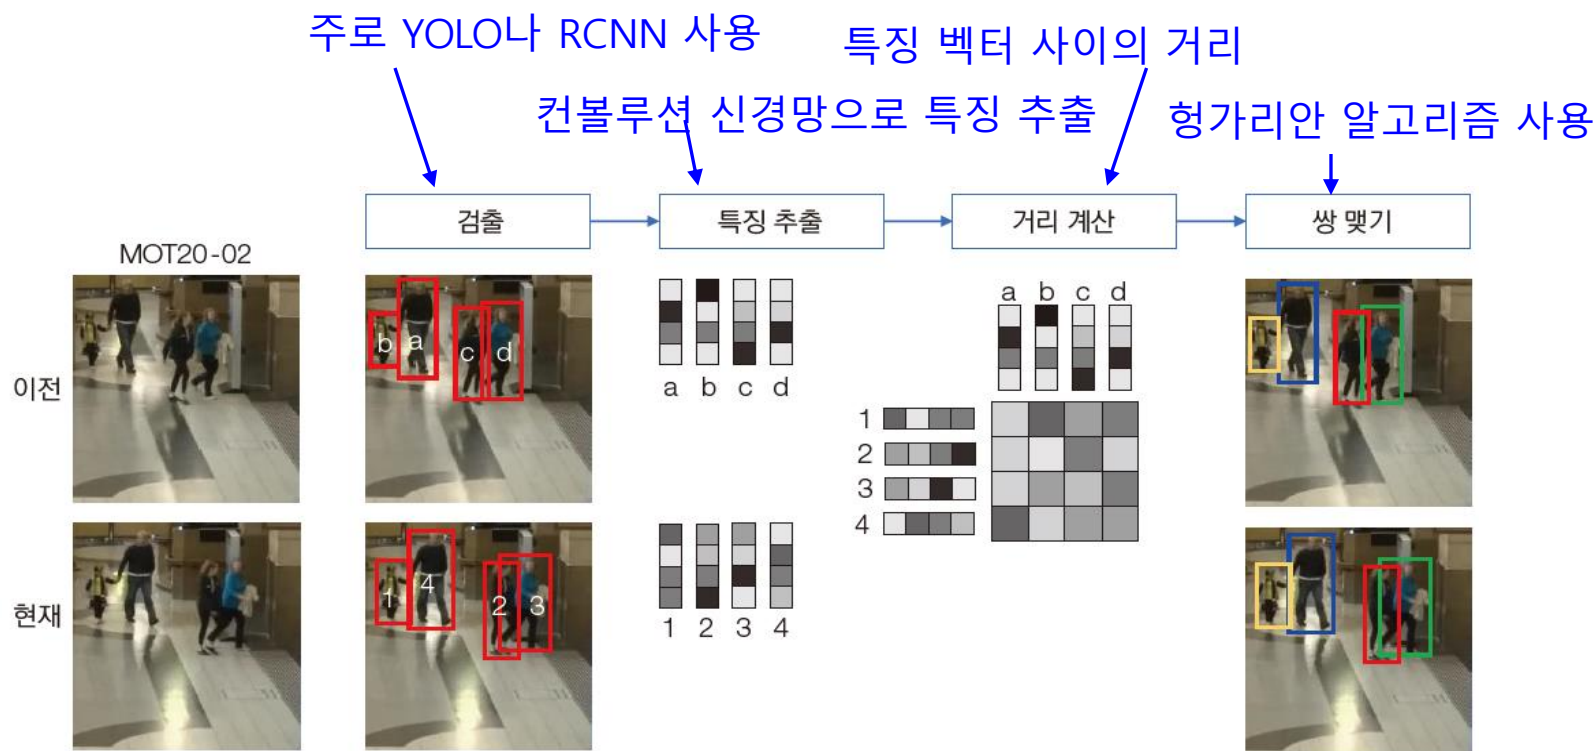 주로 YOLO나 RCNN 사용
특징 벡터 사이의 거리
컨볼루션 신경망으로 특징 추출
헝가리안 알고리즘 사용
검출
특징 추출
거리 계산
쌍 맺기
MOT20-02
이전
b a c d
a b c d
a b c d
1
2
3
4
현재
1 4 2 3
1 2 3 4